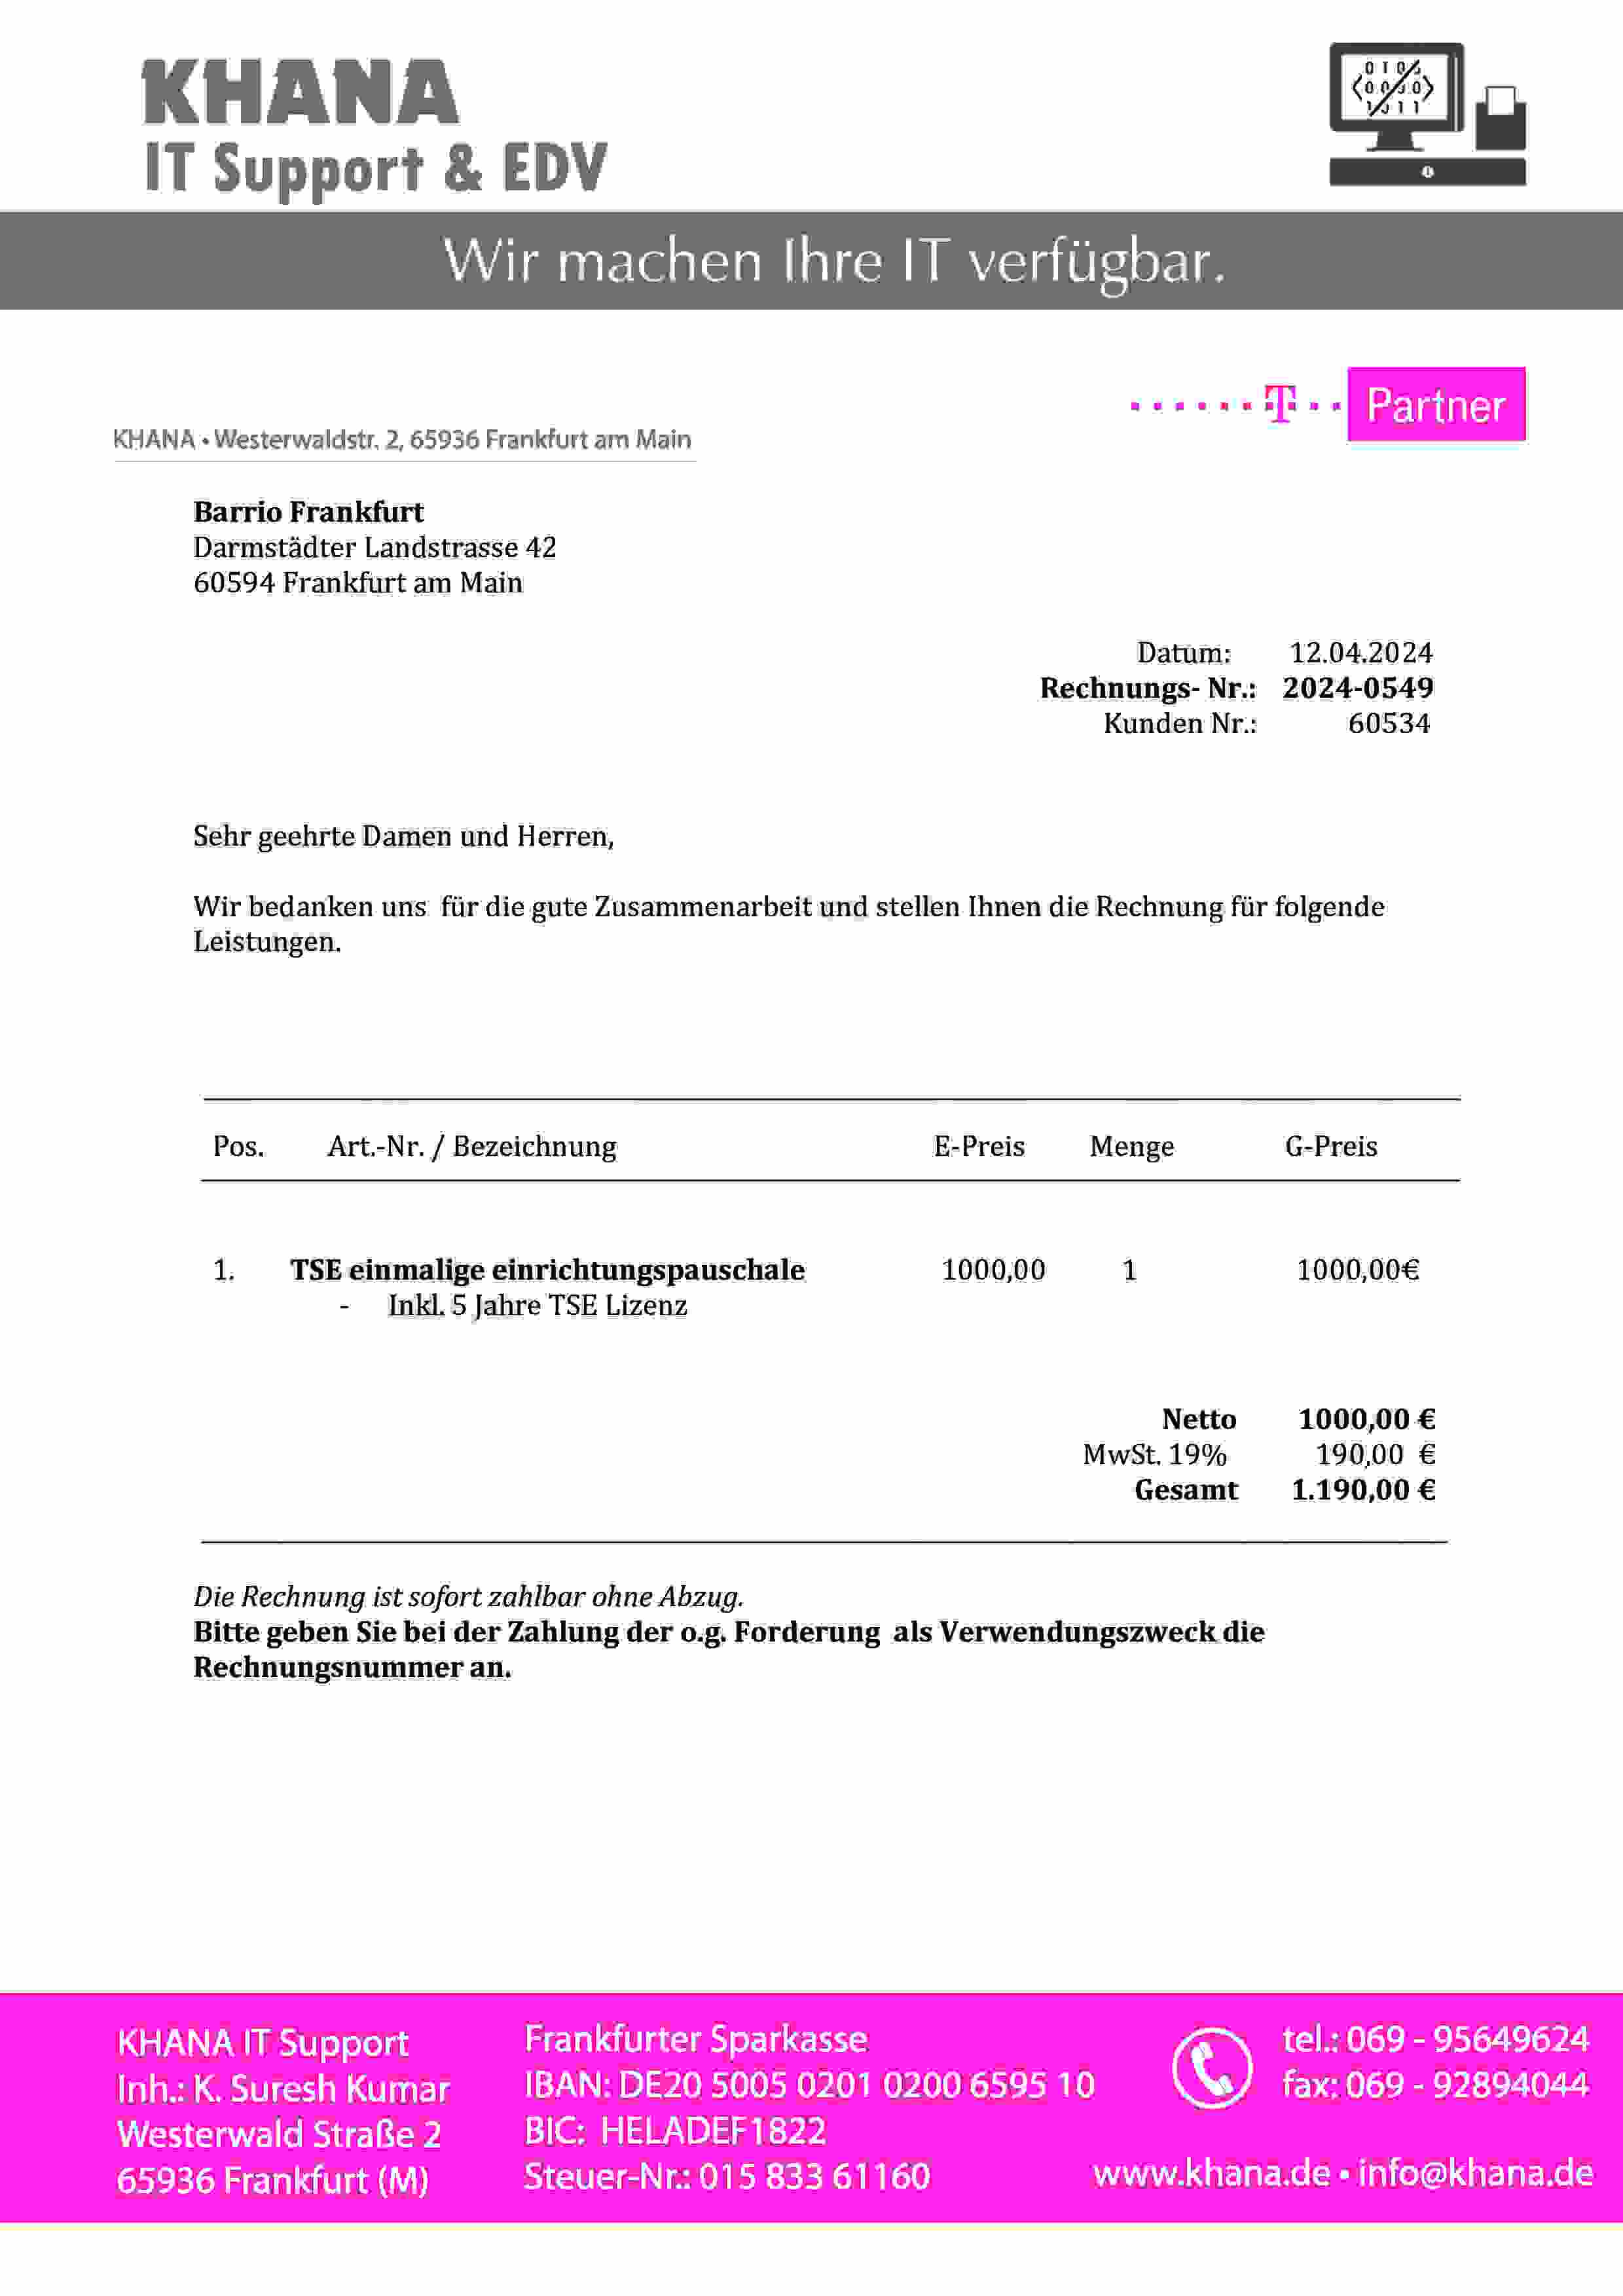 KHANA
IT Support & EDV
Wir machen Ihre IT verfügbar.
T Partner
KHANA • Westerwaldstr. 2, 65936 Frankfurt am Main
Barrio Frankfurt
Darmstädter Landstrasse 42
60594 Frankfurt am Main
Datum: 12.04.2024
Rechnungs- Nr.: 2024-0549
Kunden Nr.: 60534
Sehr geehrte Damen und Herren,
Wir bedanken uns für die gute Zusammenarbeit und stellen Ihnen die Rechnung für folgende
Leistungen.
Pos. Art.-Nr. / Bezeichnung E-Preis Menge G-Preis
1. TSE einmalige einrichtungspauschale 1000,00 1 1000,00€
- Inkl. 5 Jahre TSE Lizenz
Netto 1000,00 €
MwSt. 19% 190,00 €
Gesamt 1.190,00 €
Die Rechnung ist sofort zahlbar ohne Abzug.
Bitte geben Sie bei der Zahlung der o.g. Forderung als Verwendungszweck die
Rechnungsnummer an.
KHANA IT Support
Inh.: K. Suresh Kumar
Westerwald Straße 2
65936 Frankfurt (M)
Frankfurter Sparkasse
IBAN: DE20 5005 0201 0200 6595 10
BIC: HELADEF1822
Steuer-Nr.: 015 833 61160
tel.: 069 - 95649624
fax: 069 - 92894044
www.khana.de • info@khana.de